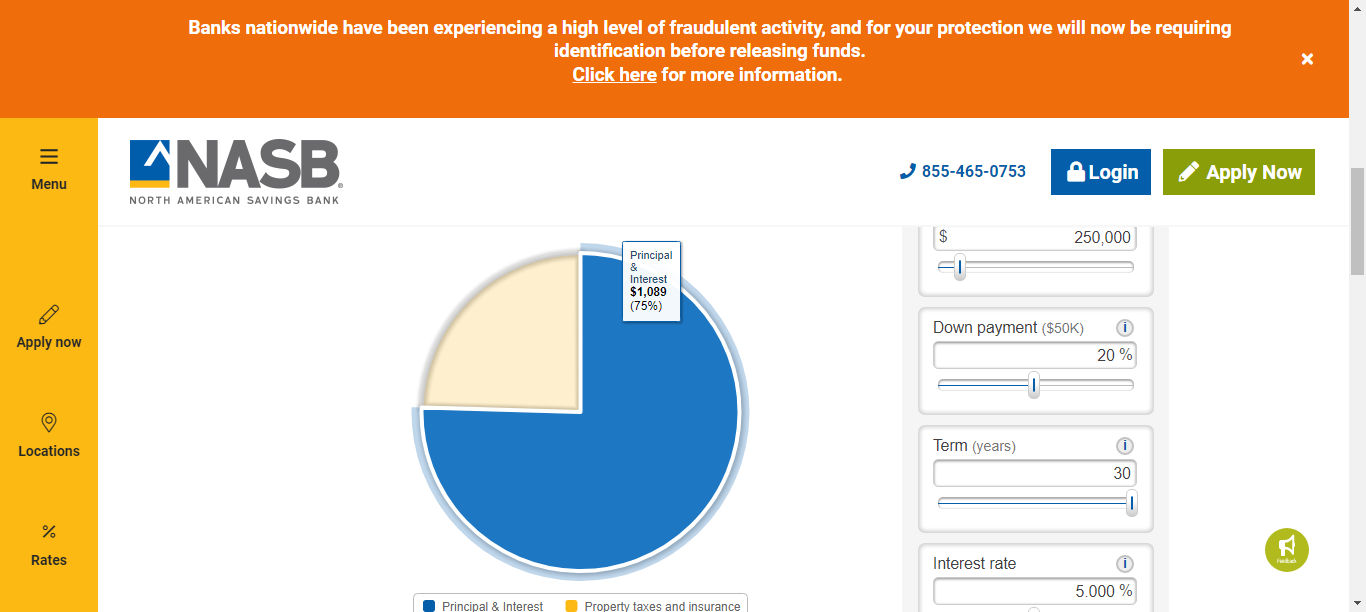 Banks nationwide have been experiencing a high level of fraudulent activity, and for your protection we will now be requiring
identification before releasing funds.
Click here for more information.
×
Menu
NASB®
NORTH AMERICAN SAVINGS BANK
855-465-0753
Login
Apply Now
Apply now
Locations
%
Rates
Principal
&
Interest
$1,089
(75%)
Principal & Interest
Property taxes and insurance
$ 250,000
Down payment ($50K) i
20 %
Term (years) i
30
Interest rate i
5.000 %
Feedback